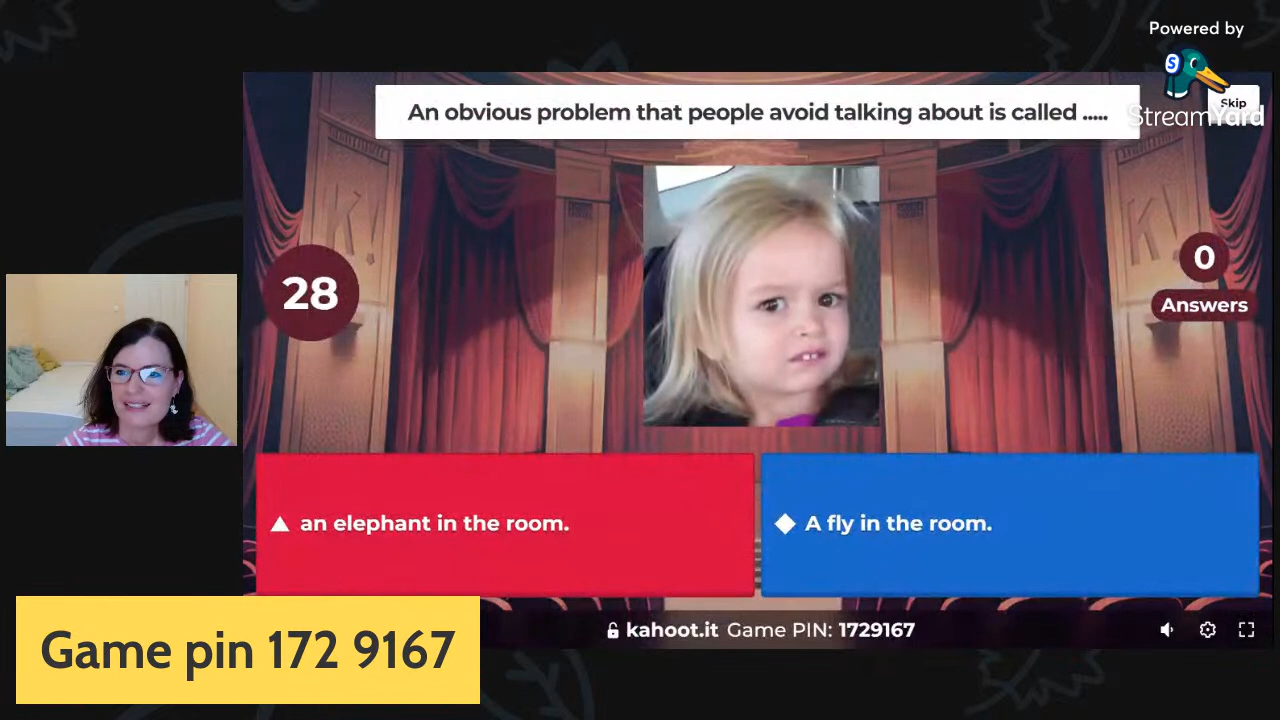 Powered by
StreamYard
Skip
An obvious problem that people avoid talking about is called .....
28
0
Answers
an elephant in the room.
A fly in the room.
kahoot.it Game PIN: 1729167
Game pin 172 9167